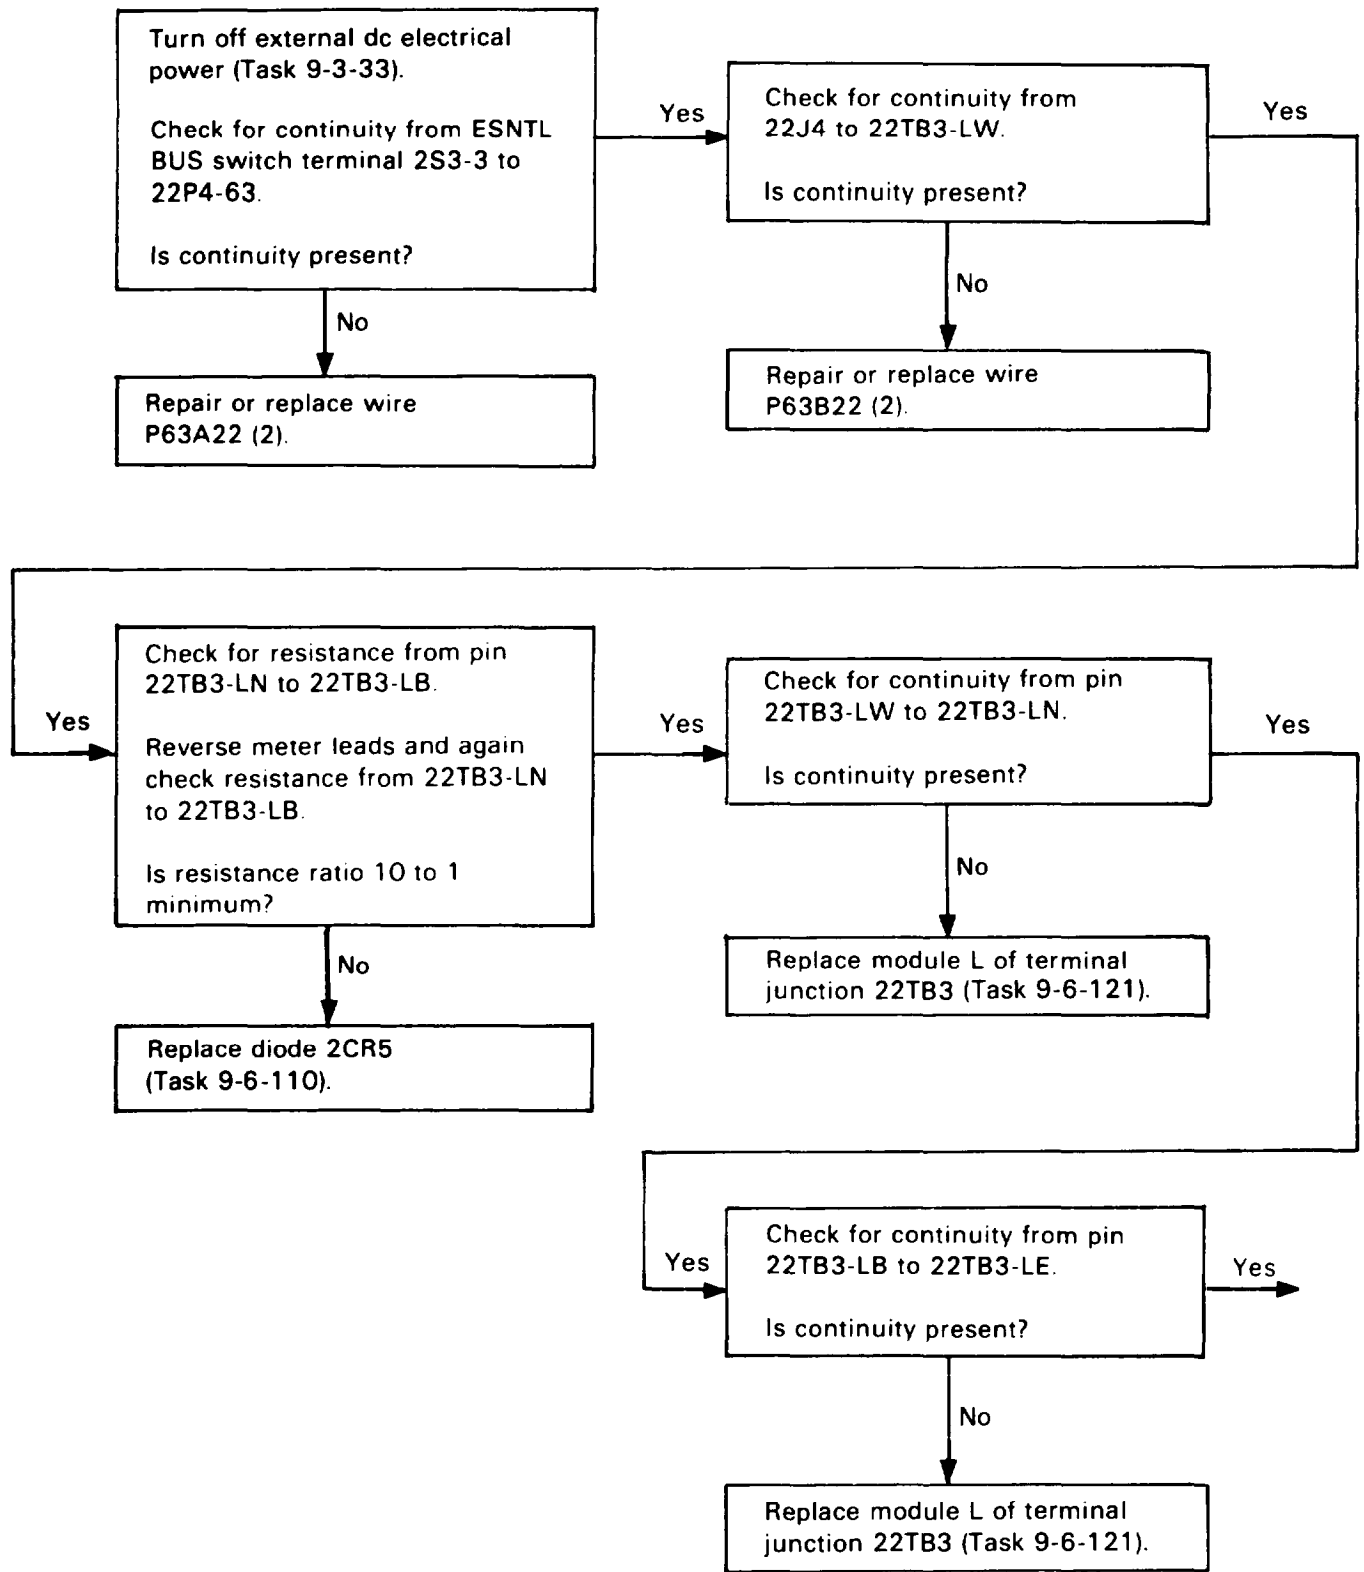 Turn off external dc electrical
power (Task 9-3-33).
Check for continuity from ESNTL
BUS switch terminal 2S3-3 to
22P4-63.
Is continuity present?
Yes
No
Repair or replace wire
P63A22 (2).
Check for continuity from
22J4 to 22TB3-LW.
Is continuity present?
Yes
No
Repair or replace wire
P63B22 (2).
Yes
Check for resistance from pin
22TB3-LN to 22TB3-LB.
Reverse meter leads and again
check resistance from 22TB3-LN
to 22TB3-LB.
Is resistance ratio 10 to 1
minimum?
Yes
No
Replace diode 2CR5
(Task 9-6-110).
Check for continuity from pin
22TB3-LW to 22TB3-LN.
Is continuity present?
Yes
No
Replace module L of terminal
junction 22TB3 (Task 9-6-121).
Yes
Check for continuity from pin
22TB3-LB to 22TB3-LE.
Is continuity present?
Yes
No
Replace module L of terminal
junction 22TB3 (Task 9-6-121).